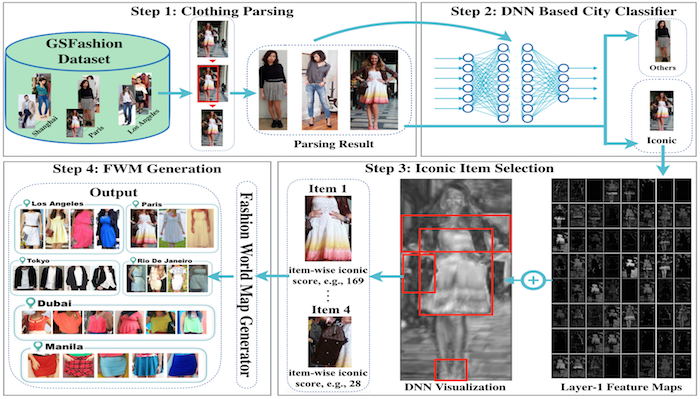 Step 1: Clothing Parsing
GSFashion
Dataset
Shanghai
Paris
Los Angeles
Parsing Result
Step 2: DNN Based City Classifier
Others
Iconic
Step 3: Iconic Item Selection
Item 1
item-wise iconic
score, e.g., 169
Item 4
item-wise iconic
score, e.g., 28
DNN Visualization
Layer-1 Feature Maps
Step 4: FWM Generation
Output
Los Angeles
Paris
Tokyo
Rio De Janeiro
Dubai
Manila
Fashion World Map Generator